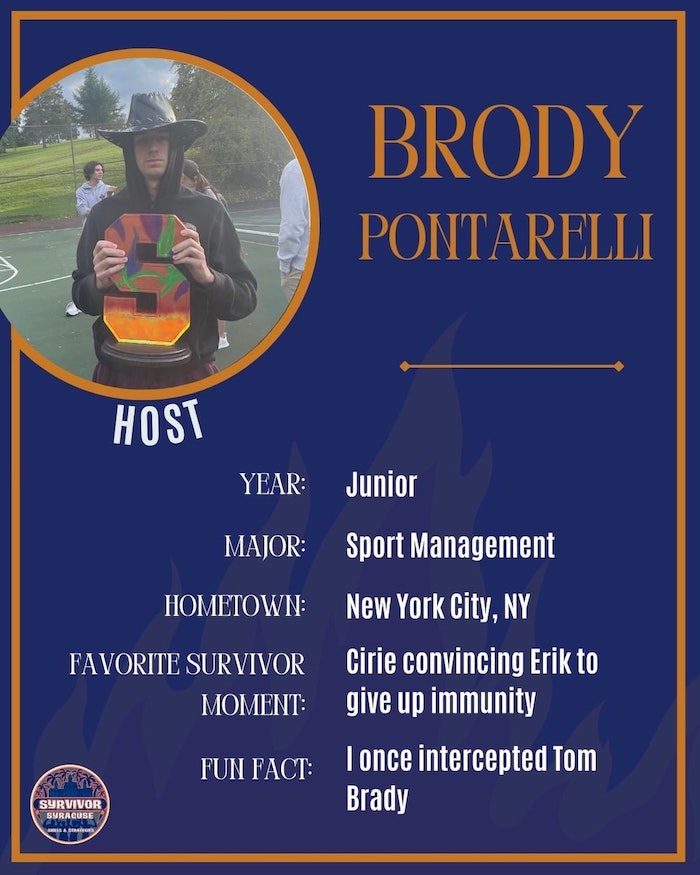 BRODY
PONTARELLI
S
HOST
YEAR: Junior
MAJOR: Sport Management
HOMETOWN: New York City, NY
FAVORITE SURVIVOR
MOMENT:
Cirie convincing Erik to
give up immunity
FUN FACT:
I once intercepted Tom
Brady
SURVIVOR
SYRACUSE